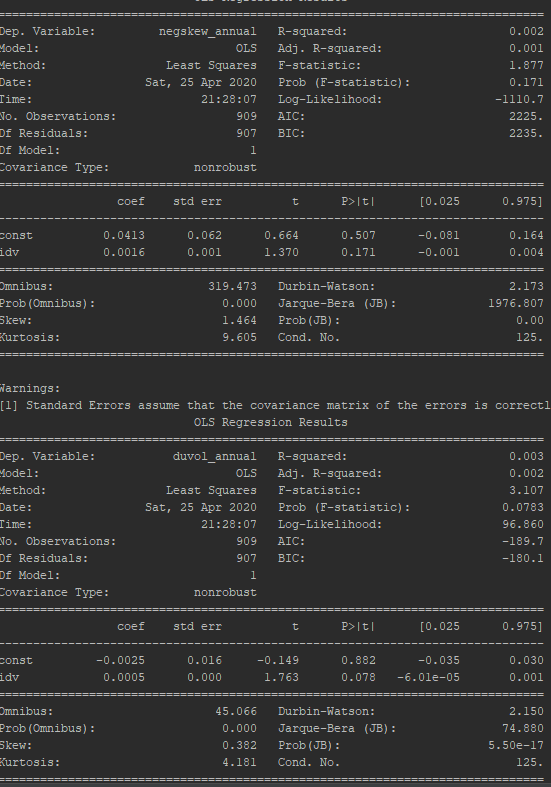 OLS Regression Results
Dep. Variable: negskew_annual R-squared: 0.002
Model: OLS Adj. R-squared: 0.001
Method: Least Squares F-statistic: 1.877
Date: Sat, 25 Apr 2020 Prob (F-statistic): 0.171
Time: 21:28:07 Log-Likelihood: -1110.7
No. Observations: 909 AIC: 2225.
Df Residuals: 907 BIC: 2235.
Df Model: 1
Covariance Type: nonrobust
coef std err t P>|t| [0.025 0.975]
const 0.0413 0.062 0.664 0.507 -0.081 0.164
idv 0.0016 0.001 1.370 0.171 -0.001 0.004
Omnibus: 319.473 Durbin-Watson: 2.173
Prob(Omnibus): 0.000 Jarque-Bera (JB): 1976.807
Skew: 1.464 Prob(JB): 0.00
Kurtosis: 9.605 Cond. No. 125.
Warnings:
[1] Standard Errors assume that the covariance matrix of the errors is correctl
OLS Regression Results
Dep. Variable: duvol_annual R-squared: 0.003
Model: OLS Adj. R-squared: 0.002
Method: Least Squares F-statistic: 3.107
Date: Sat, 25 Apr 2020 Prob (F-statistic): 0.0783
Time: 21:28:07 Log-Likelihood: 96.860
No. Observations: 909 AIC: -189.7
Df Residuals: 907 BIC: -180.1
Df Model: 1
Covariance Type: nonrobust
coef std err t P>|t| [0.025 0.975]
const -0.0025 0.016 -0.149 0.882 -0.035 0.030
idv 0.0005 0.000 1.763 0.078 -6.01e-05 0.001
Omnibus: 45.066 Durbin-Watson: 2.150
Prob(Omnibus): 0.000 Jarque-Bera (JB): 74.880
Skew: 0.382 Prob(JB): 5.50e-17
Kurtosis: 4.181 Cond. No. 125.